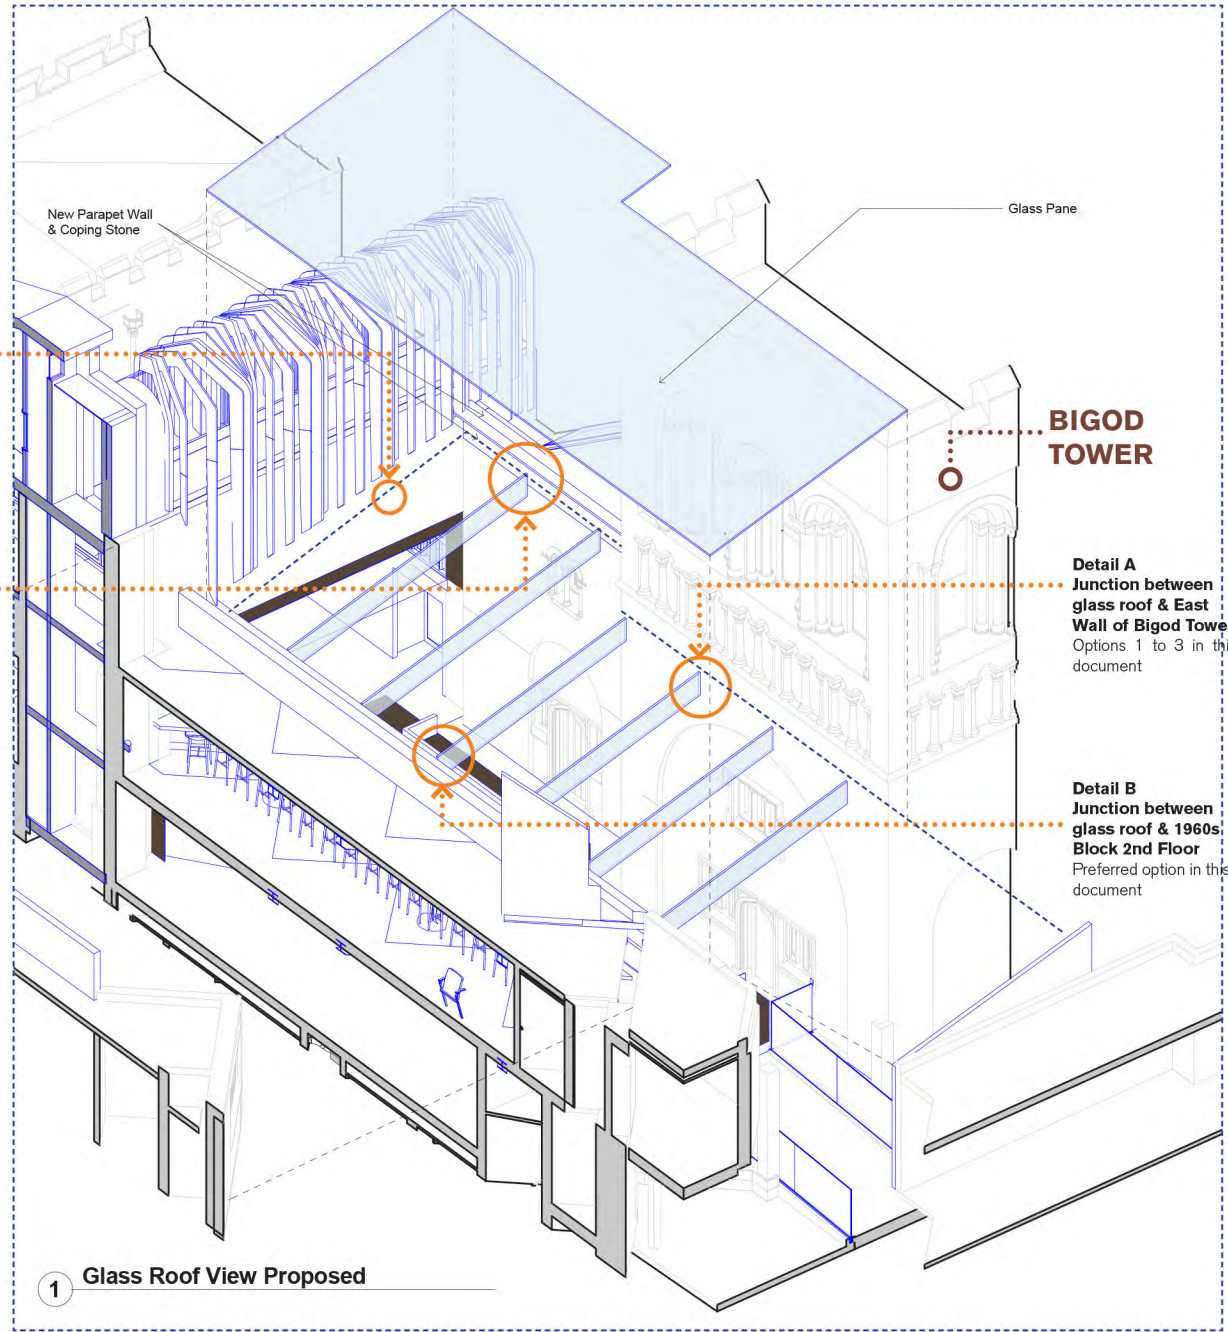 New Parapet Wall
& Coping Stone
Glass Pane
BIGOD
TOWER
Detail A
Junction between
glass roof & East
Wall of Bigod Towe
Options 1 to 3 in thi
document
Detail B
Junction between
glass roof & 1960s
Block 2nd Floor
Preferred option in this
document
1 Glass Roof View Proposed